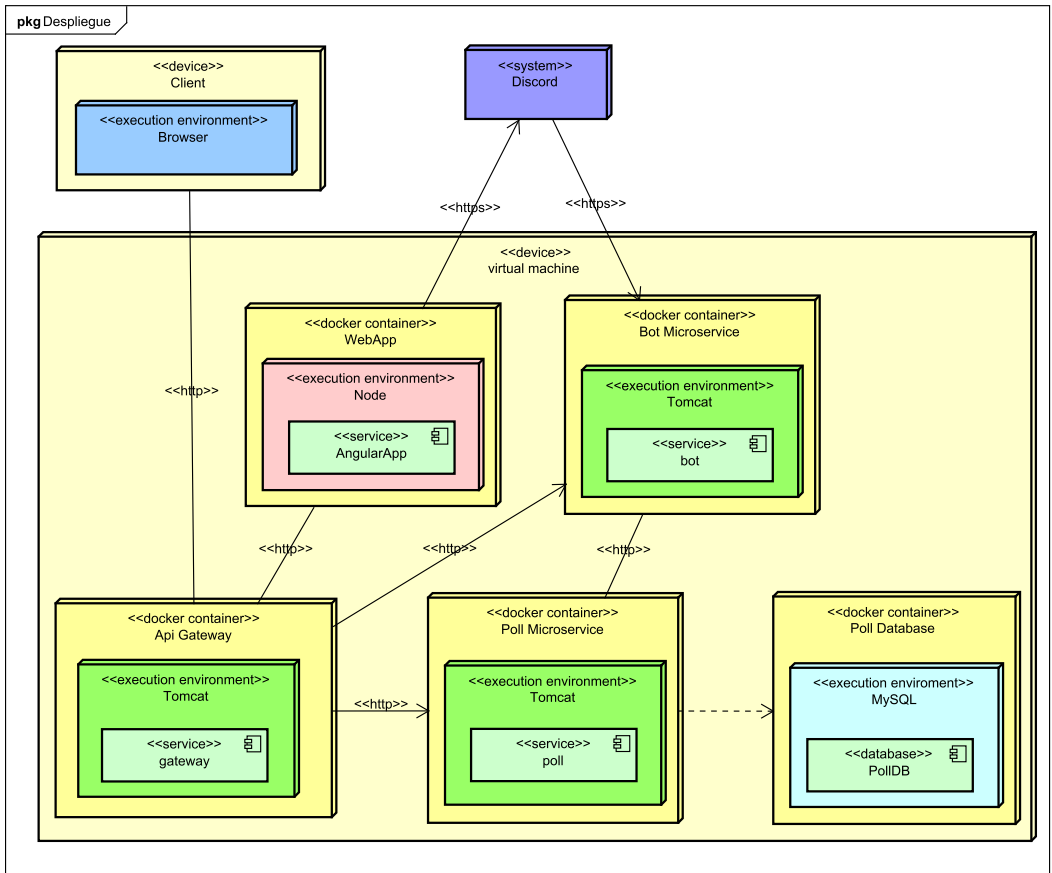 pkg Despliegue
<<device>>
Client
<<execution environment>>
Browser
<<system>>
Discord
<<https>>
<<https>>
<<device>>
virtual machine
<<http>>
<<docker container>>
WebApp
<<execution environment>>
Node
<<service>>
AngularApp
<<docker container>>
Bot Microservice
<<execution environment>>
Tomcat
<<service>>
bot
<<http>>
<<http>>
<<http>>
<<docker container>>
Api Gateway
<<execution environment>>
Tomcat
<<service>>
gateway
<<http>>
<<docker container>>
Poll Microservice
<<execution environment>>
Tomcat
<<service>>
poll
<<docker container>>
Poll Database
<<execution enviroment>>
MySQL
<<database>>
PollDB